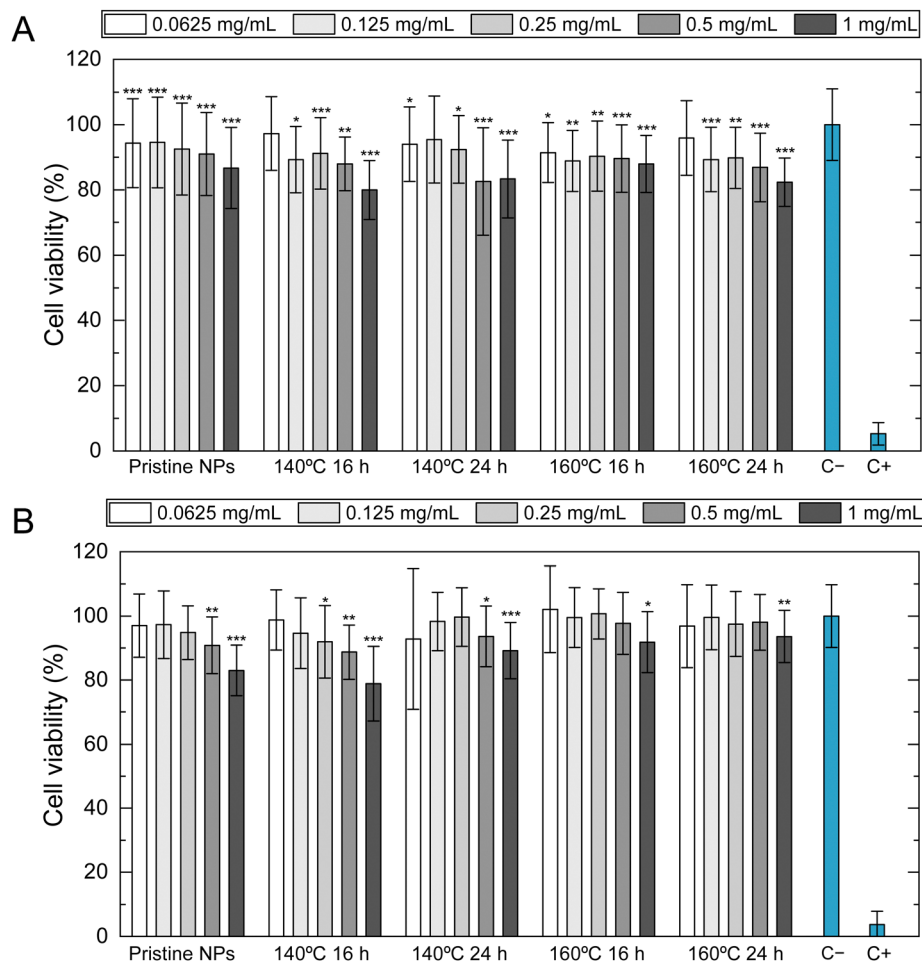 A
0.0625 mg/mL 0.125 mg/mL 0.25 mg/mL 0.5 mg/mL 1 mg/mL
Cell viability (%)
120
100
80
60
40
20
0
*** *** *** *** ***
* *** ** ***
* * *** ***
* ** ** *** ***
*** ** *** ***
Pristine NPs 140ºC 16 h 140ºC 24 h 160ºC 16 h 160ºC 24 h C− C+
B
0.0625 mg/mL 0.125 mg/mL 0.25 mg/mL 0.5 mg/mL 1 mg/mL
Cell viability (%)
120
100
80
60
40
20
0
** ***
* ** ***
* ***
*
**
Pristine NPs 140ºC 16 h 140ºC 24 h 160ºC 16 h 160ºC 24 h C− C+